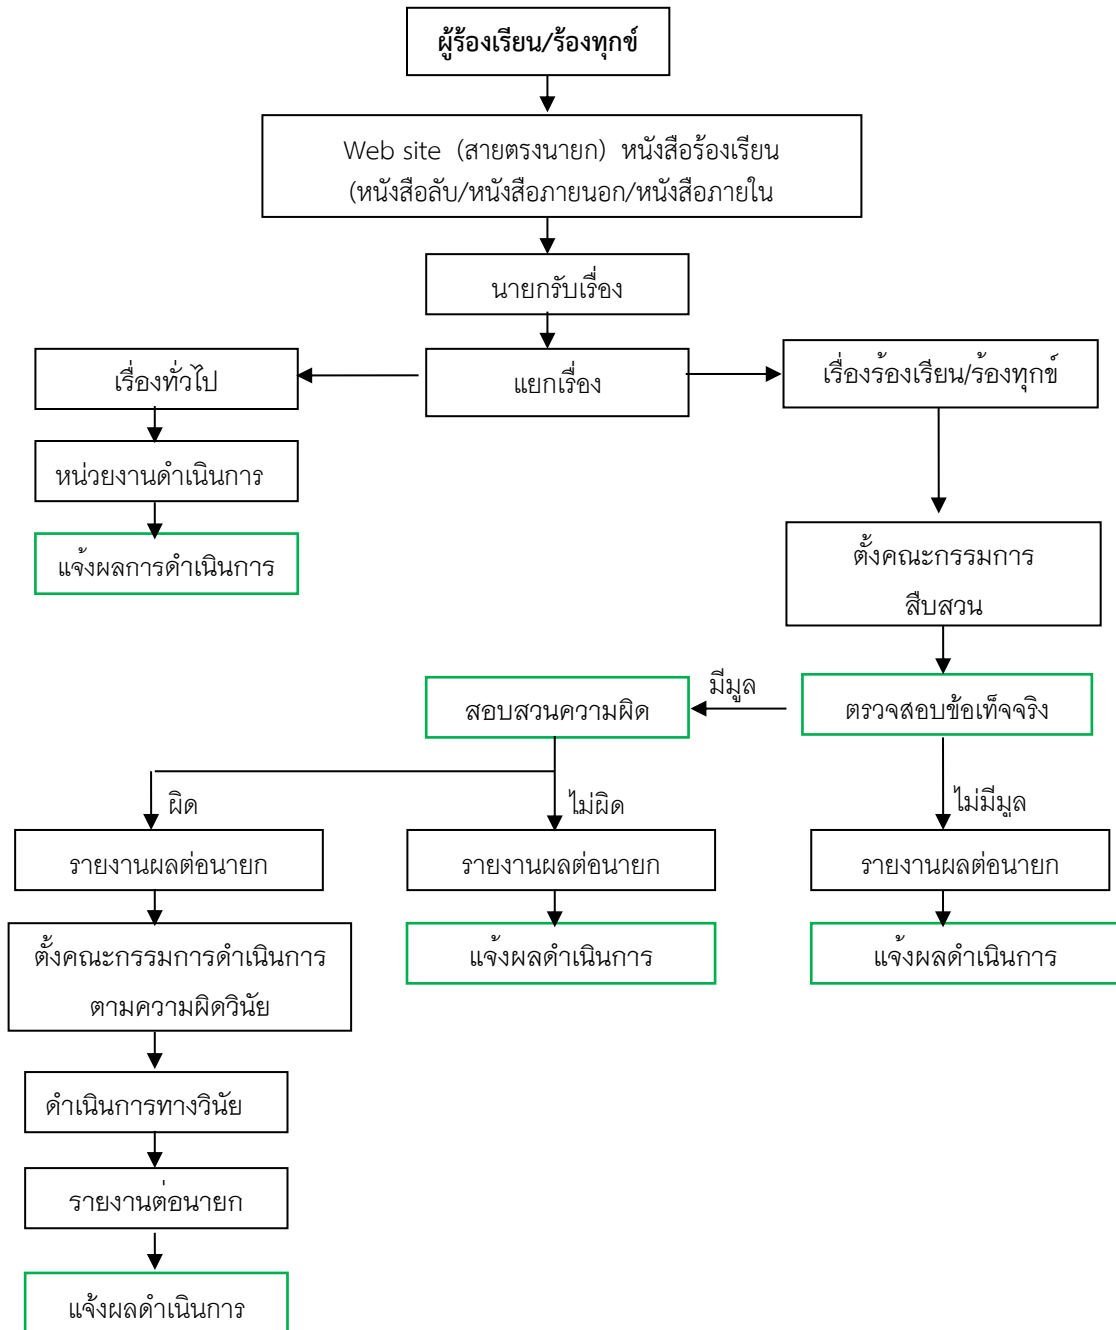 ผู้ร้องเรียน/ร้องทุกข์
Web site (สายตรงนายก) หนังสือร้องเรียน
(หนังสือลับ/หนังสือภายนอก/หนังสือภายใน
นายกรับเรื่อง
เรื่องทั่วไป
แยกเรื่อง
เรื่องร้องเรียน/ร้องทุกข์
หน่วยงานดำเนินการ
แจ้งผลการดำเนินการ
ตั้งคณะกรรมการ
สืบสวน
สอบสวนความผิด
มีมูล
ตรวจสอบข้อเท็จจริง
ผิด
ไม่ผิด
ไม่มีมูล
รายงานผลต่อนายก
รายงานผลต่อนายก
รายงานผลต่อนายก
ตั้งคณะกรรมการดำเนินการ
ตามความผิดวินัย
แจ้งผลดำเนินการ
แจ้งผลดำเนินการ
ดำเนินการทางวินัย
รายงานต่อนายก
แจ้งผลดำเนินการ